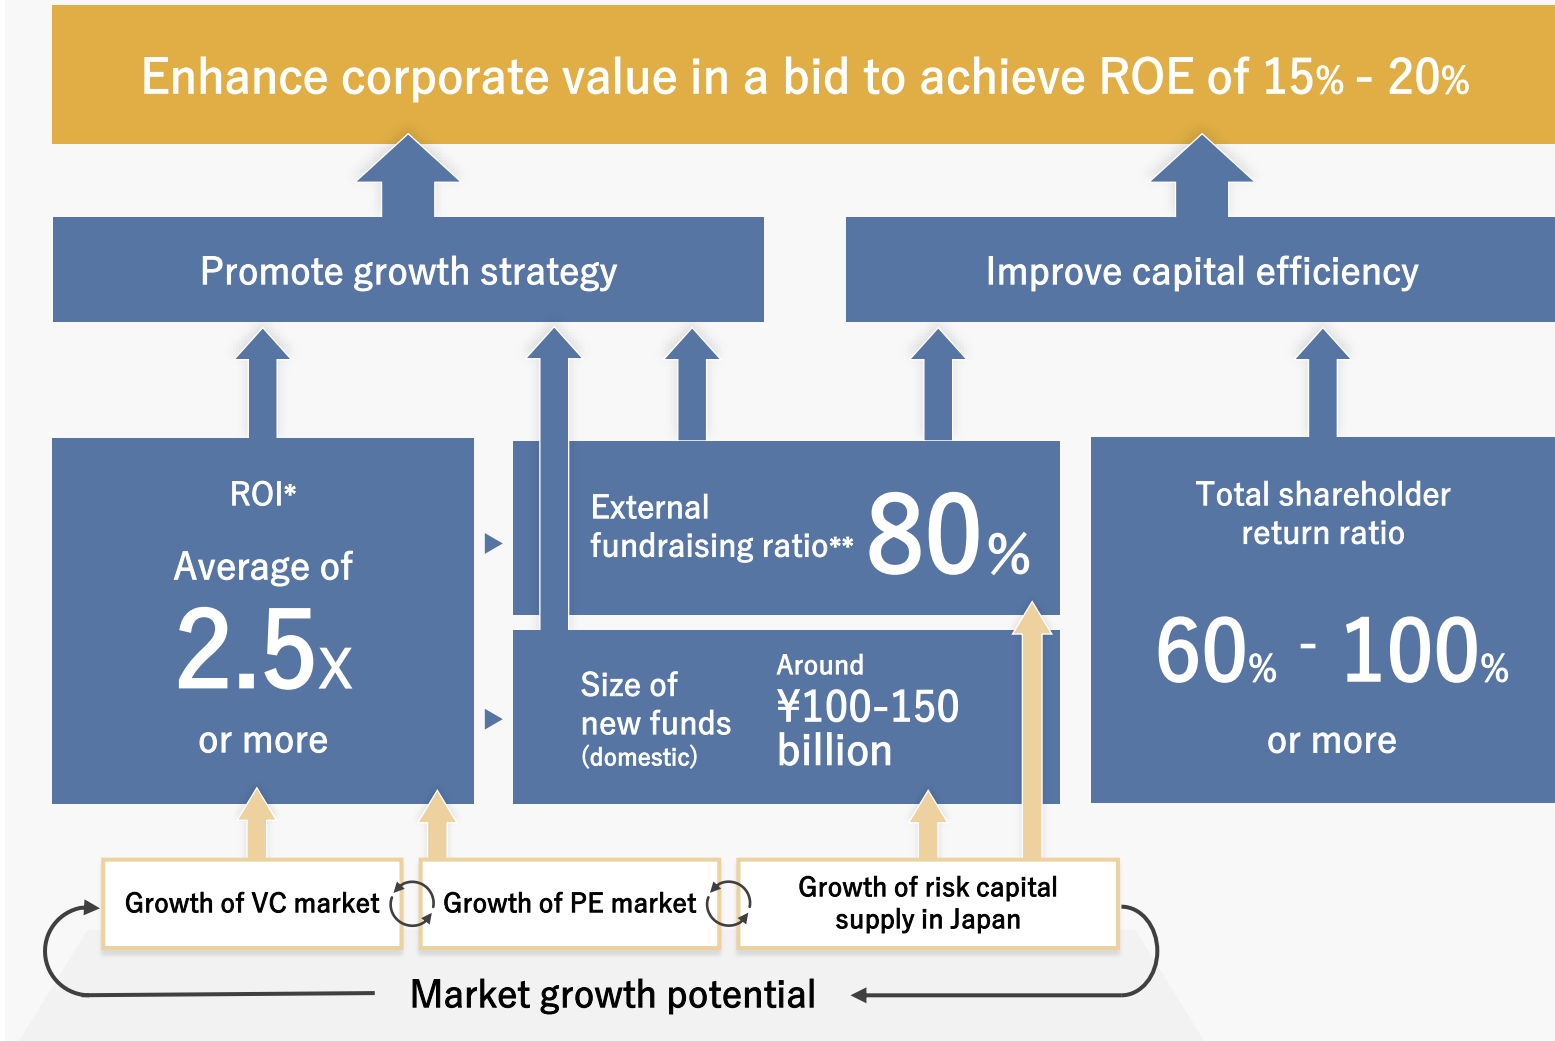 Enhance corporate value in a bid to achieve ROE of 15% - 20%
Promote growth strategy
Improve capital efficiency
ROI*
Average of
2.5x
or more
External
fundraising ratio**
80%
Size of
new funds
(domestic)
Around
¥100-150
billion
Total shareholder
return ratio
60% - 100%
or more
Growth of VC market
Growth of PE market
Growth of risk capital
supply in Japan
Market growth potential